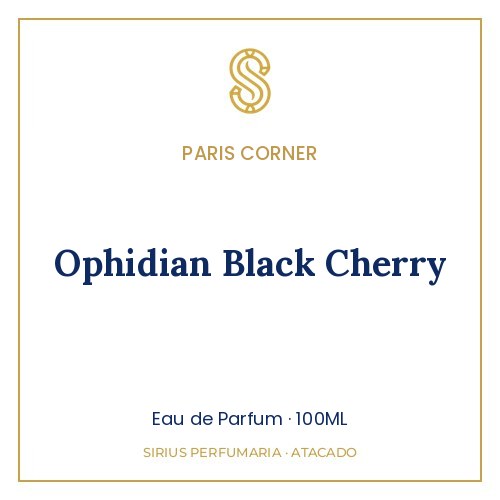 PARIS CORNER
Ophidian Black Cherry
Eau de Parfum · 100ML
SIRIUS PERFUMARIA · ATACADO